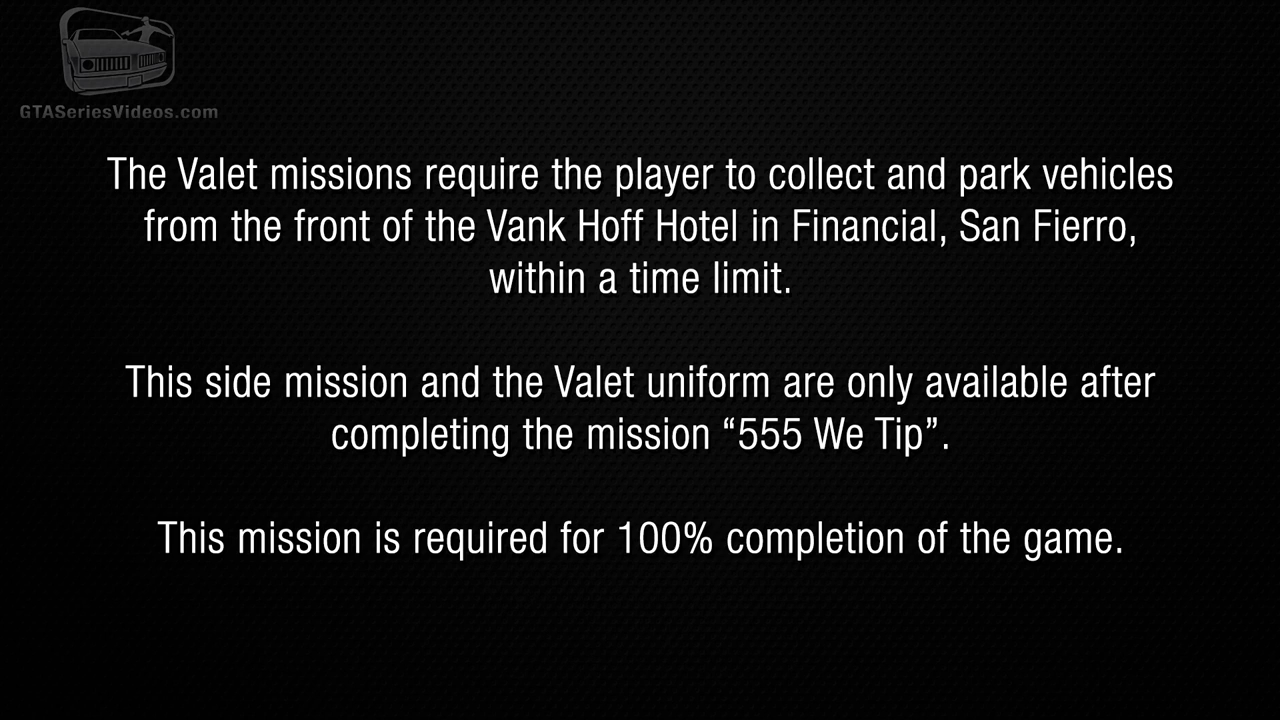 GTASeriesVideos.com
The Valet missions require the player to collect and park vehicles
from the front of the Vank Hoff Hotel in Financial, San Fierro,
within a time limit.
This side mission and the Valet uniform are only available after
completing the mission “555 We Tip”.
This mission is required for 100% completion of the game.